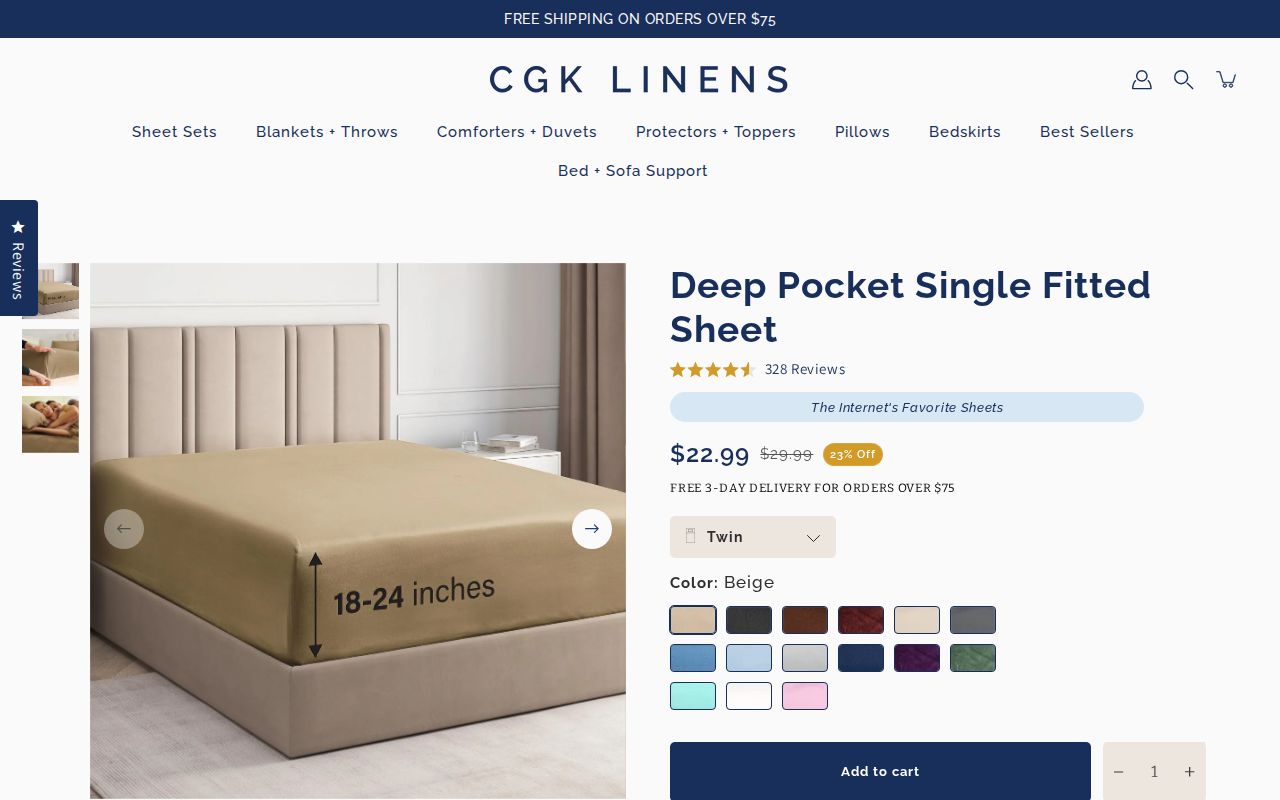 FREE SHIPPING ON ORDERS OVER $75
CGK LINENS
Sheet Sets
Blankets + Throws
Comforters + Duvets
Protectors + Toppers
Pillows
Bedskirts
Best Sellers
Bed + Sofa Support
Reviews
18-24 inches
Deep Pocket Single Fitted
Sheet
328 Reviews
The Internet's Favorite Sheets
$22.99 $29.99 23% Off
FREE 3-DAY DELIVERY FOR ORDERS OVER $75
Twin
Color: Beige
Add to cart
− 1 +